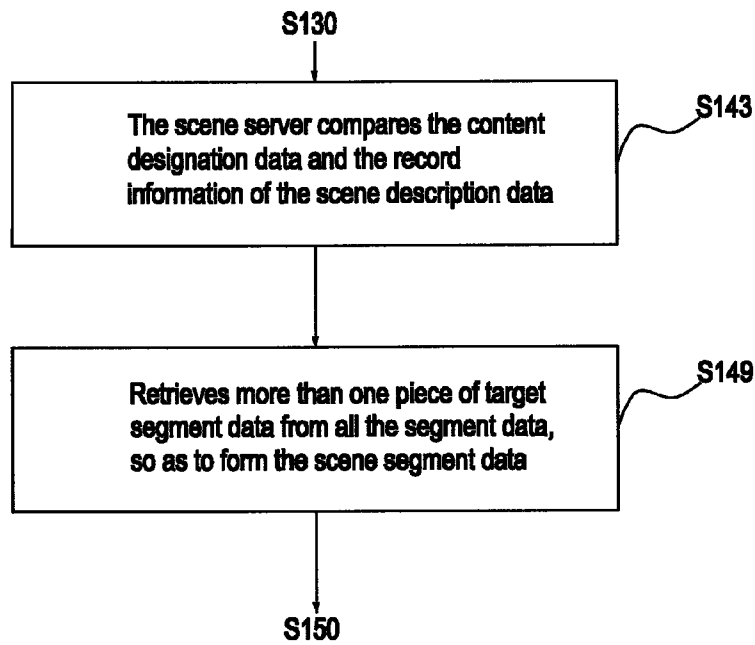 S130
The scene server compares the content
S143
designation data and the record
information of the scene description data
Retrieves more than one piece of target
S149
segment data from all the segment data,
so as to form the scene segment data
S150